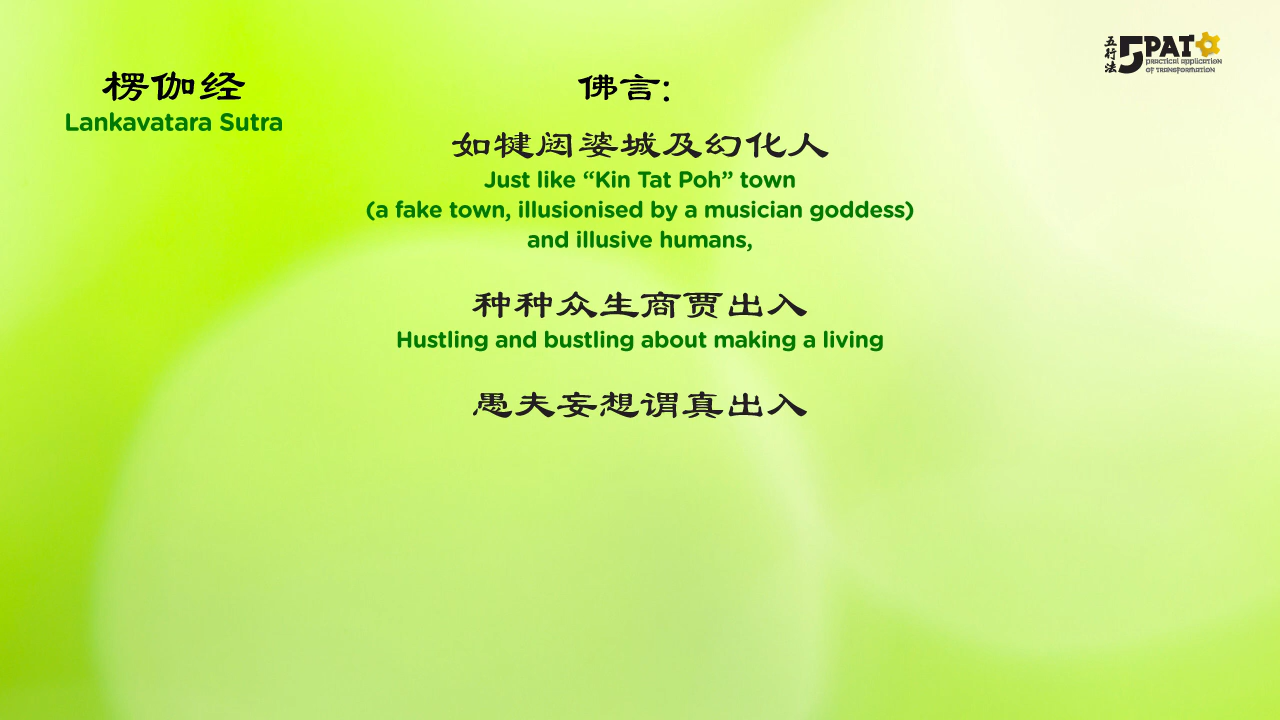 楞伽经
Lankavatara Sutra
佛言:
如犍闼婆城及幻化人
Just like “Kin Tat Poh” town
(a fake town, illusionised by a musician goddess)
and illusive humans,
种种众生商贾出入
Hustling and bustling about making a living
愚夫妄想谓真出入
五行法
5PAT
PRACTICAL APPLICATION
OF TRANSFORMATION